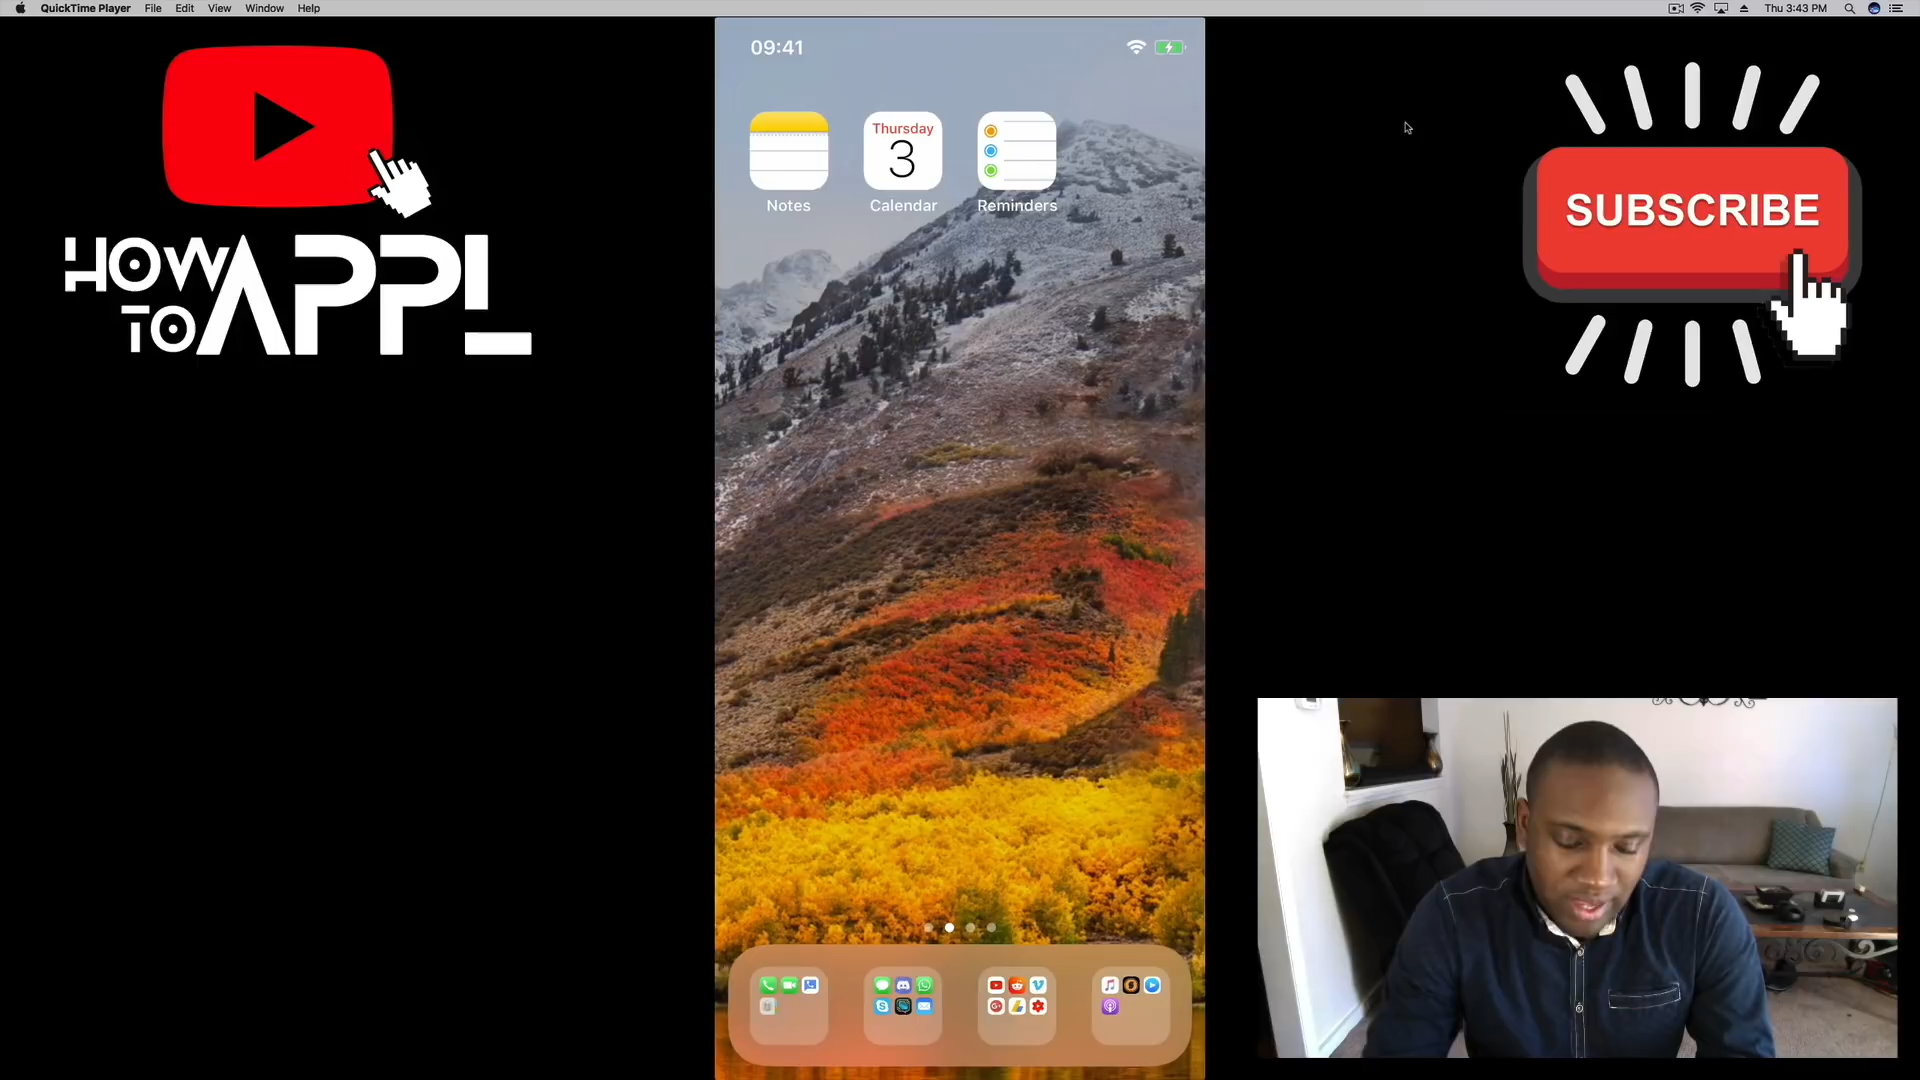 QuickTime Player File Edit View Window Help
Thu 3:43 PM
09:41
Thursday
3
Notes
Calendar
Reminders
HOW
TO APPL_
SUBSCRIBE